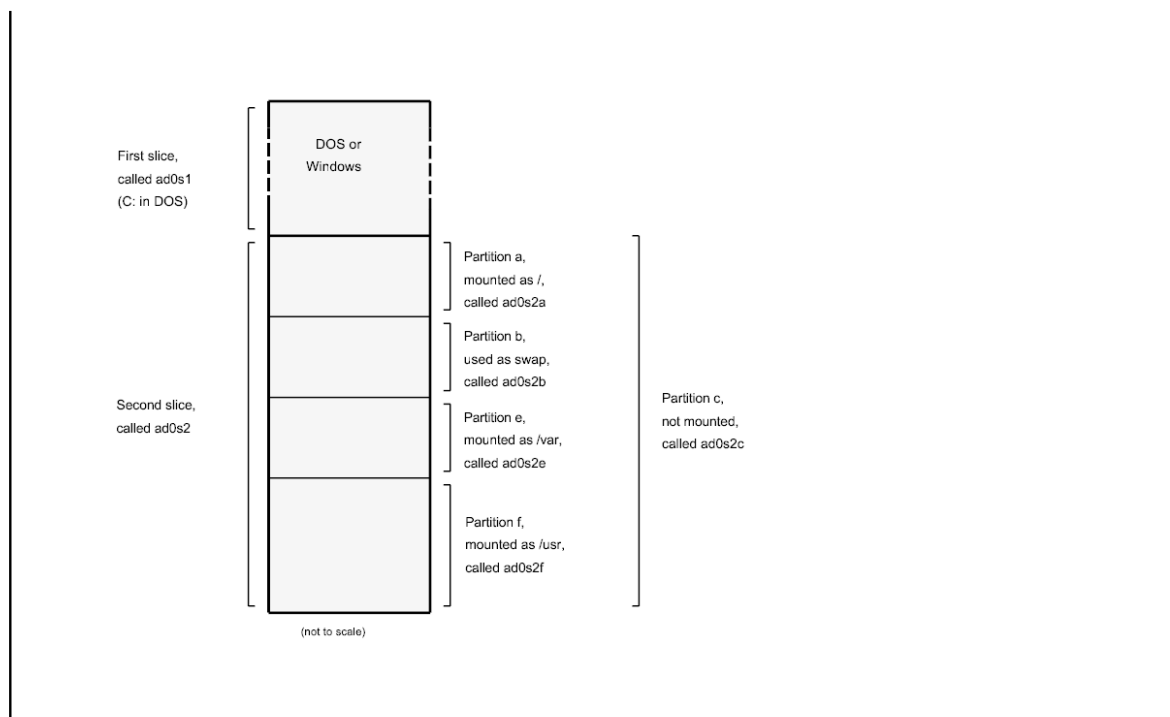 DOS or
Windows
First slice,
called ad0s1
(C: in DOS)
Partition a,
mounted as /,
called ad0s2a
Partition b,
used as swap,
called ad0s2b
Partition e,
mounted as /var,
called ad0s2e
Partition f,
mounted as /usr,
called ad0s2f
Second slice,
called ad0s2
Partition c,
not mounted,
called ad0s2c
(not to scale)